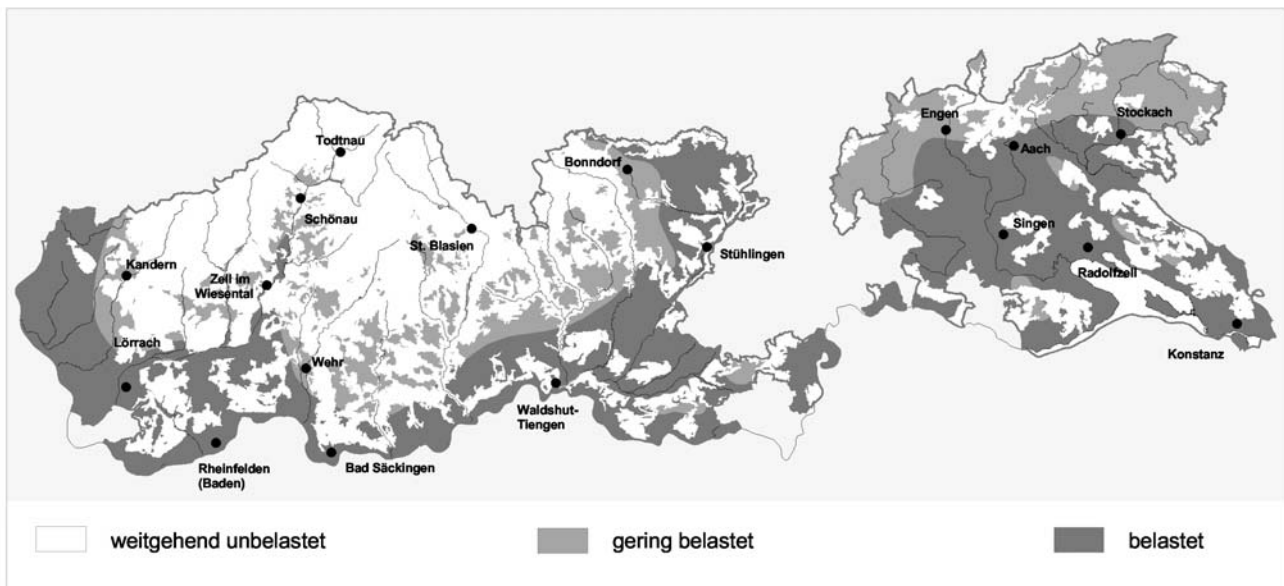 Stockach
Engen
Aach
Todtnau
Bonndorf
Schönau
Singen
St. Blasien
Stühlingen
Radolfzell
Kandern
Zell im
Wiesental
Lörrach
Konstanz
Wehr
Waldshut-
Tiengen
Rheinfelden
(Baden)
Bad Säckingen
weitgehend unbelastet
gering belastet
belastet